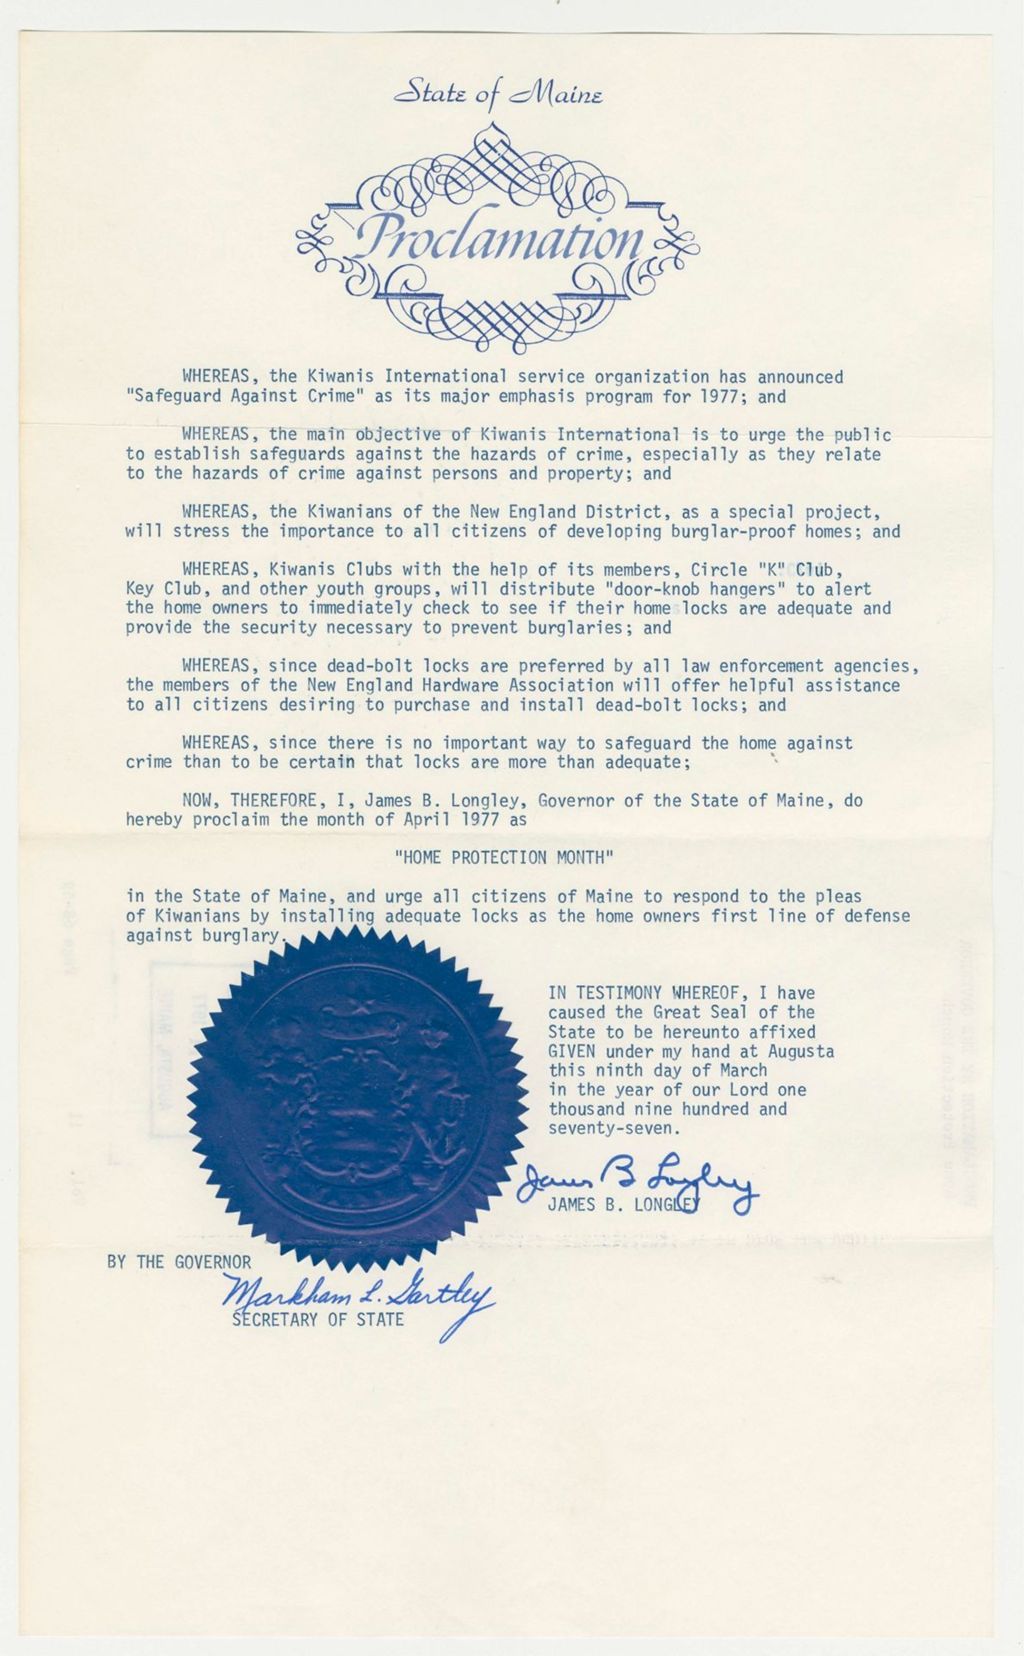 State of Maine
Proclamation
WHEREAS, the Kiwanis International service organization has announced
"Safeguard Against Crime" as its major emphasis program for 1977; and
WHEREAS, the main objective of Kiwanis International is to urge the public
to establish safeguards against the hazards of crime, especially as they relate
to the hazards of crime against persons and property; and
WHEREAS, the Kiwanians of the New England District, as a special project,
will stress the importance to all citizens of developing burglar-proof homes; and
WHEREAS, Kiwanis Clubs with the help of its members, Circle "K" Club,
Key Club, and other youth groups, will distribute "door-knob hangers" to alert
the home owners to immediately check to see if their home locks are adequate and
provide the security necessary to prevent burglaries; and
WHEREAS, since dead-bolt locks are preferred by all law enforcement agencies,
the members of the New England Hardware Association will offer helpful assistance
to all citizens desiring to purchase and install dead-bolt locks; and
WHEREAS, since there is no important way to safeguard the home against
crime than to be certain that locks are more than adequate;
NOW, THEREFORE, I, James B. Longley, Governor of the State of Maine, do
hereby proclaim the month of April 1977 as
"HOME PROTECTION MONTH"
in the State of Maine, and urge all citizens of Maine to respond to the pleas
of Kiwanians by installing adequate locks as the home owners first line of defense
against burglary.
IN TESTIMONY WHEREOF, I have
caused the Great Seal of the
State to be hereunto affixed
GIVEN under my hand at Augusta
this ninth day of March
in the year of our Lord one
thousand nine hundred and
seventy-seven.
James B Longley
JAMES B. LONGLEY
BY THE GOVERNOR
Markham L. Gartley
SECRETARY OF STATE